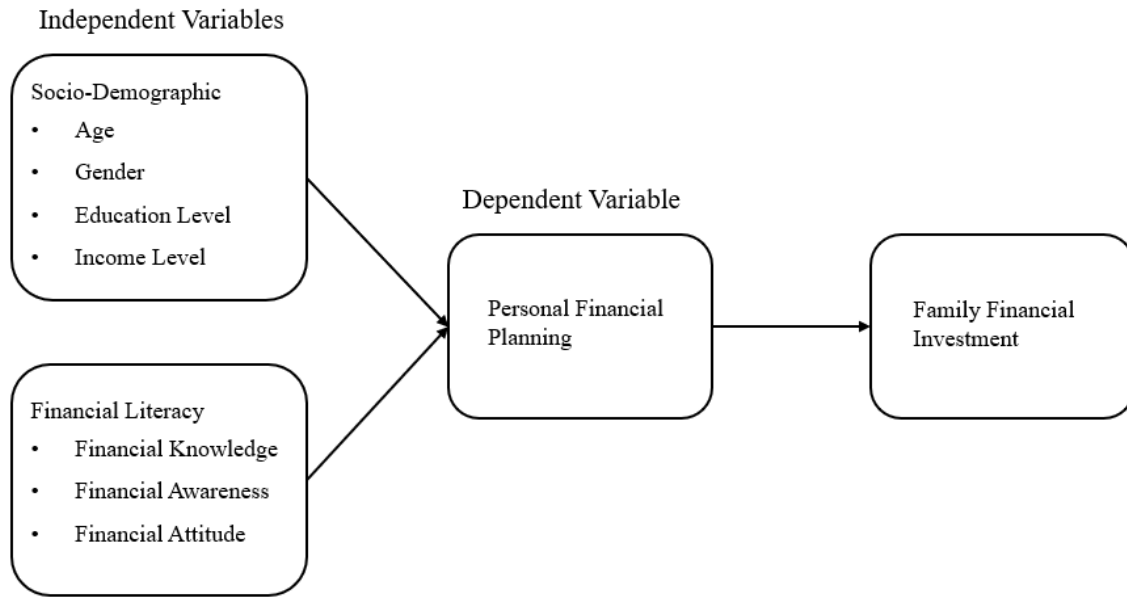 Independent Variables
Socio-Demographic
• Age
• Gender
• Education Level
• Income Level
Financial Literacy
• Financial Knowledge
• Financial Awareness
• Financial Attitude
Dependent Variable
Personal Financial
Planning
Family Financial
Investment